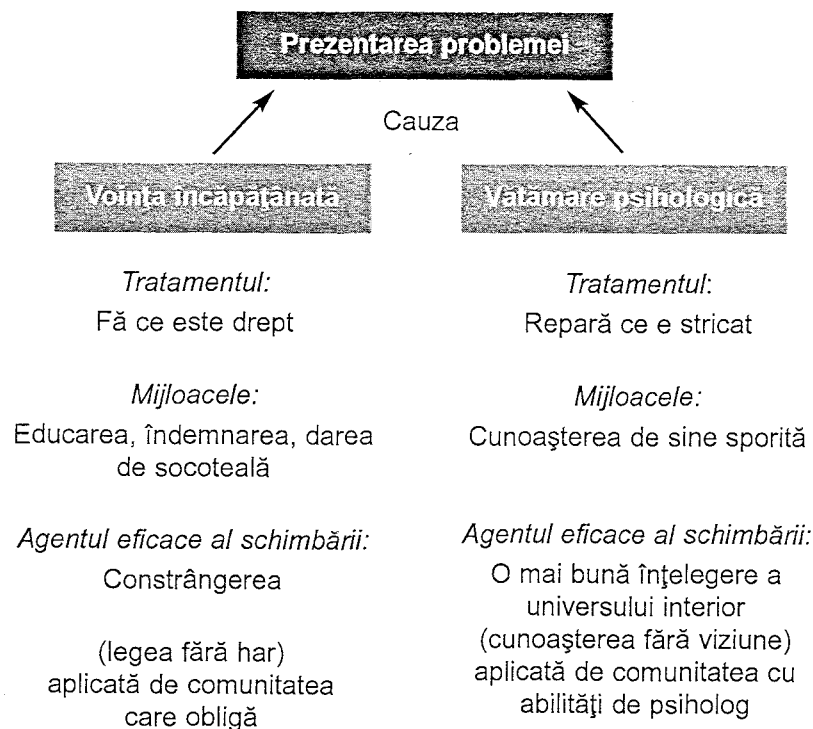 Prezentarea problemei
Cauza
Voinţa încăpăţânată
Tratamentul:
Fă ce este drept
Mijloacele:
Educarea, îndemnarea, darea
de socoteală
Agentul eficace al schimbării:
Constrângerea
(legea fără har)
aplicată de comunitatea
care obligă
Vătămare psihologică
Tratamentul:
Repară ce e stricat
Mijloacele:
Cunoaşterea de sine sporită
Agentul eficace al schimbării:
O mai bună înţelegere a
universului interior
(cunoaşterea fără viziune)
aplicată de comunitatea cu
abilităţi de psiholog